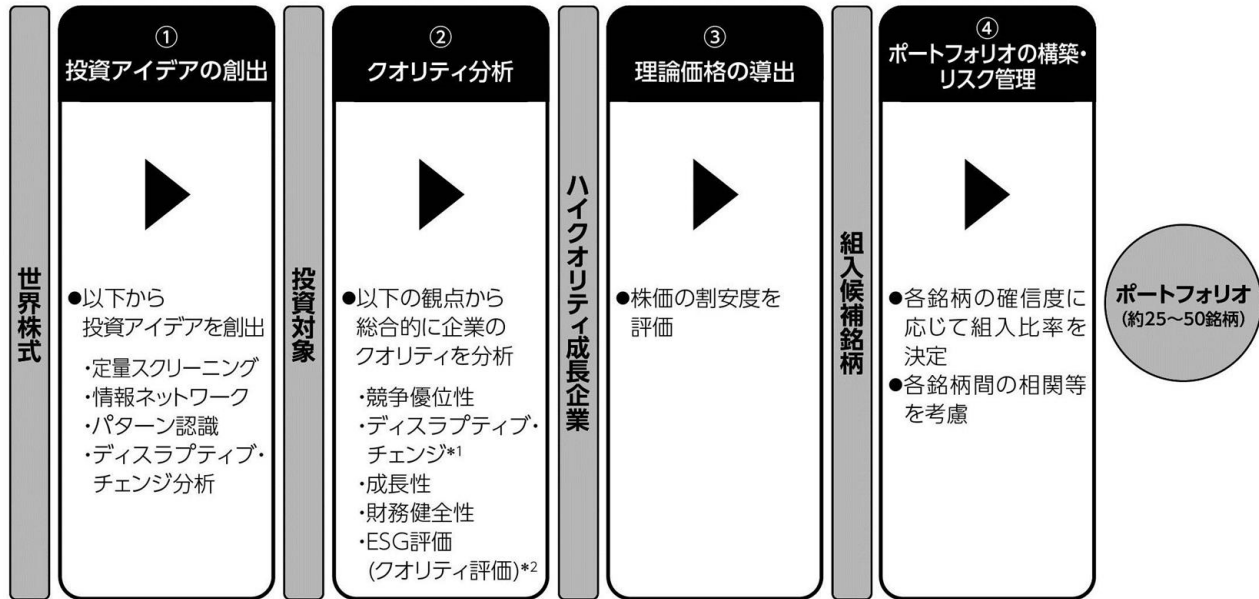 世界株式
①
投資アイデアの創出
●以下から
投資アイデアを創出
・定量スクリーニング
・情報ネットワーク
・パターン認識
・ディスラプティブ・
チェンジ分析
投資対象
②
クオリティ分析
●以下の観点から
総合的に企業の
クオリティを分析
・競争優位性
・ディスラプティブ・
チェンジ*1
・成長性
・財務健全性
・ESG評価
(クオリティ評価)*2
ハイクオリティ成長企業
③
理論価格の導出
●株価の割安度を
評価
組入候補銘柄
④
ポートフォリオの構築・
リスク管理
●各銘柄の確信度に
応じて組入比率を
決定
●各銘柄間の相関等
を考慮
ポートフォリオ
(約25～50銘柄)